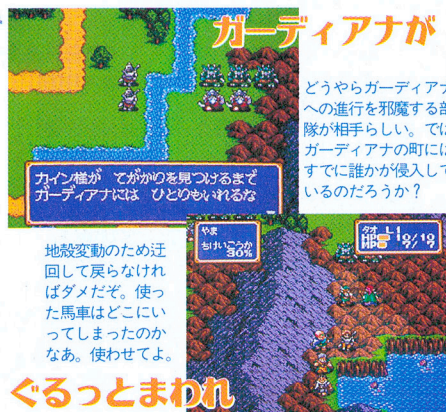 ガーディアナが
どうやらガーディアナ
への進行を邪魔する部
隊が相手らしい。では
ガーディアナの町には
すでに誰かが侵入して
いるのだろうか?
カイン様が てがかりを見つけるまで
ガーディアナには ひとりもいれるな
地殻変動のため迂
回して戻らなけれ
ばダメだぞ。使っ
た馬車はどこにい
ってしまったのか
なあ。使わせてよ。
やま
ちけいこうか
30%
タオ L1
HP 10/10
MP 9/9
ぐるっとまわれ